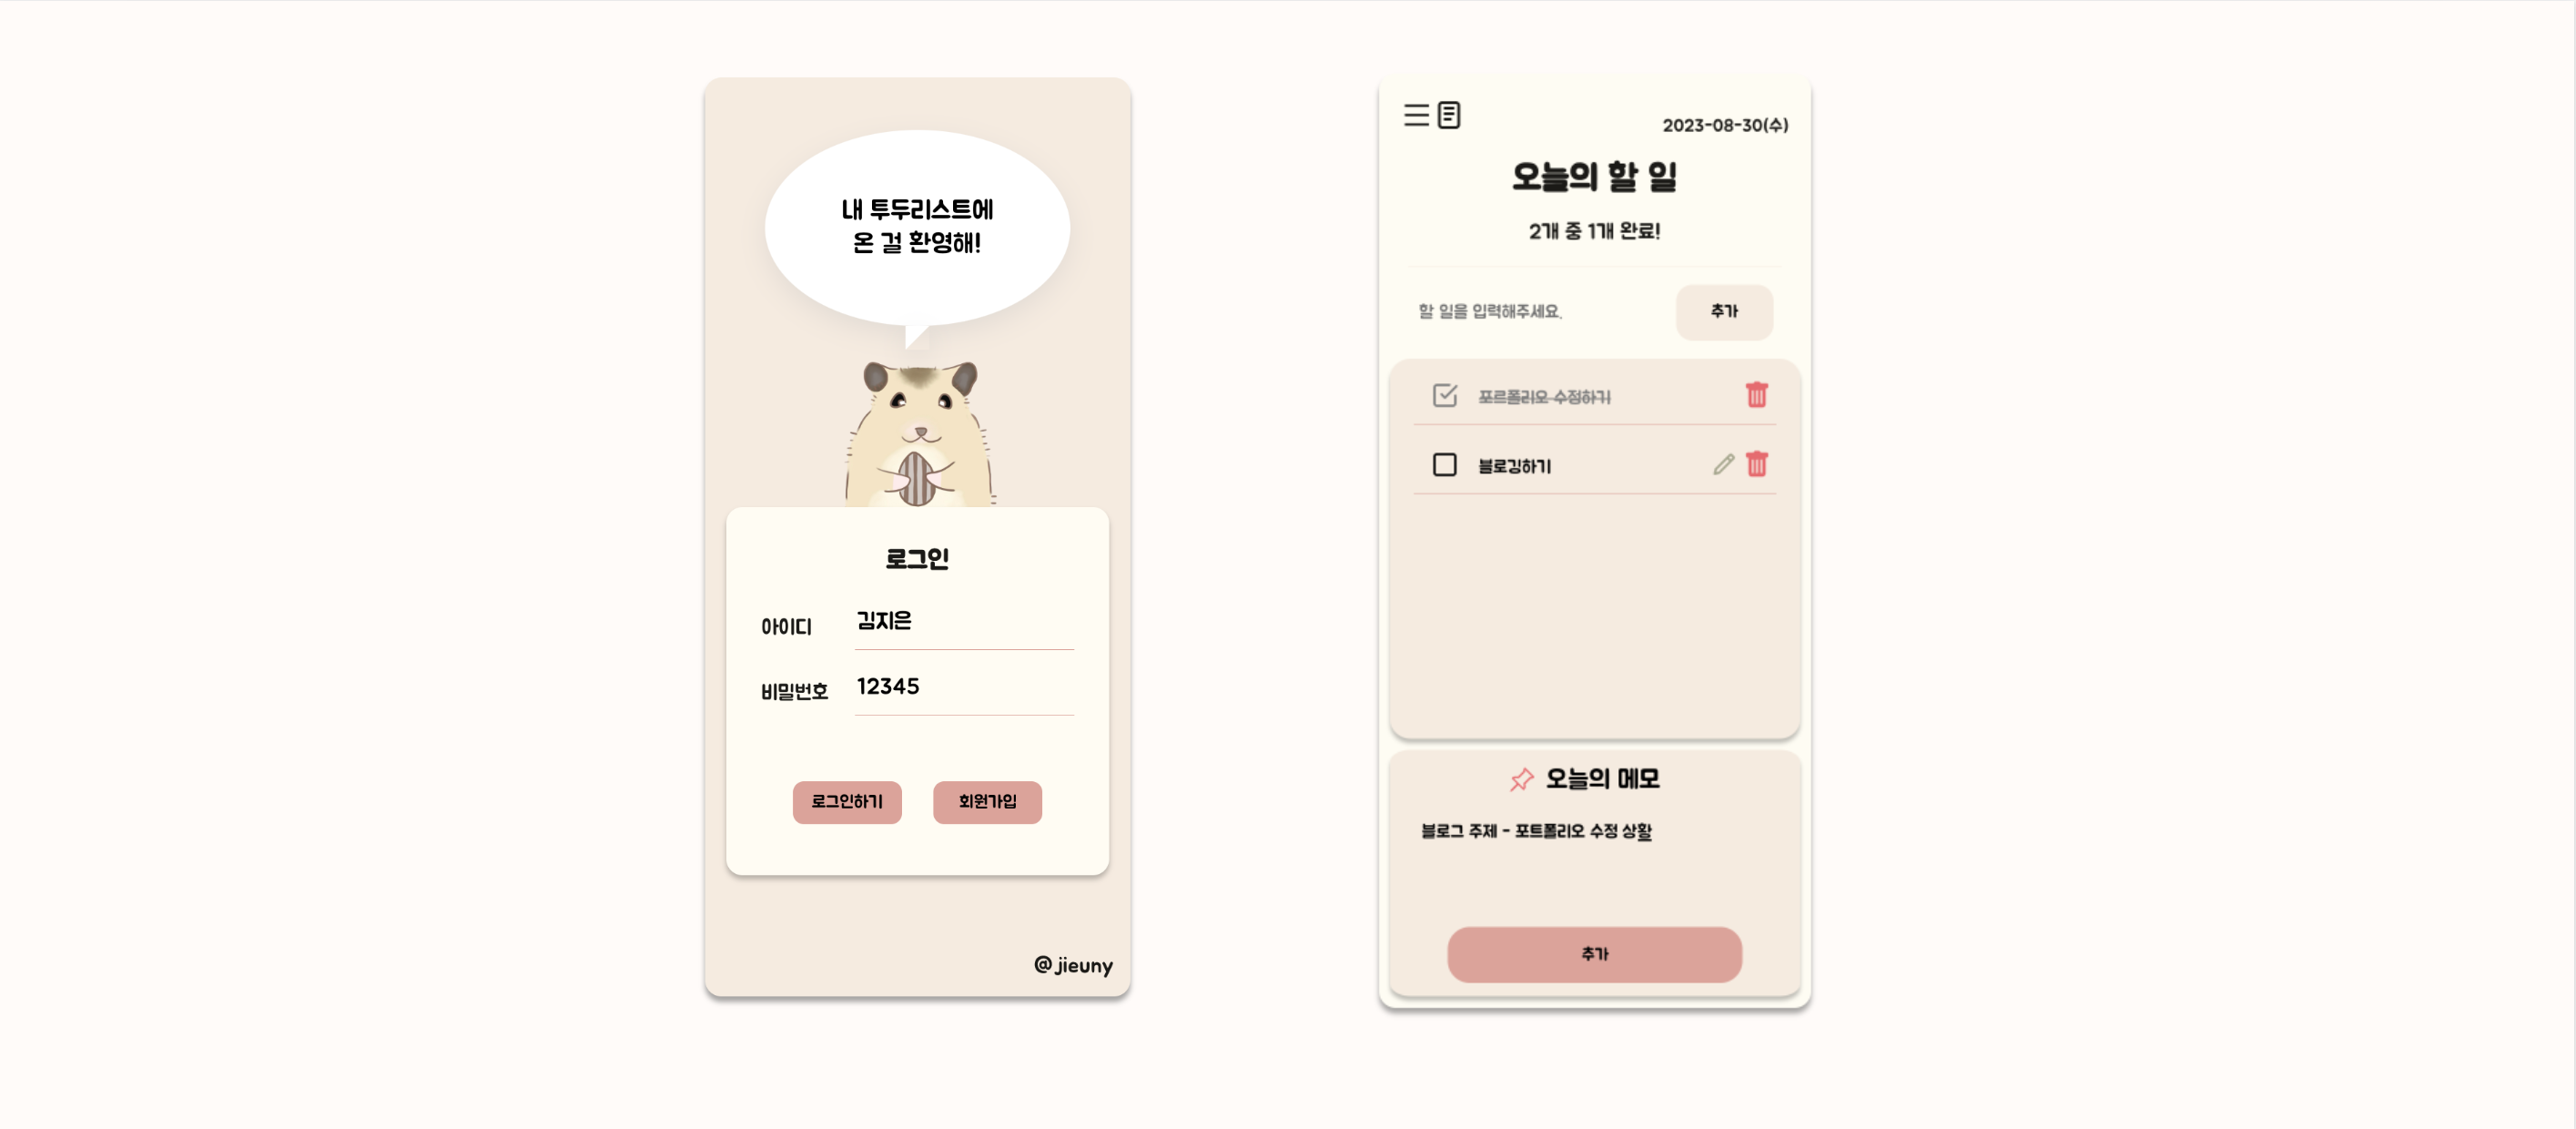 내 투두리스트에
온 걸 환영해!
로그인
아이디 김지은
비밀번호 12345
로그인하기 회원가입
@jieuny
2023-08-30(수)
오늘의 할 일
2개 중 1개 완료!
할 일을 입력해주세요. 추가
포르폴리오 수정하기
블로깅하기
오늘의 메모
블로그 주제 - 포트폴리오 수정 상황
추가